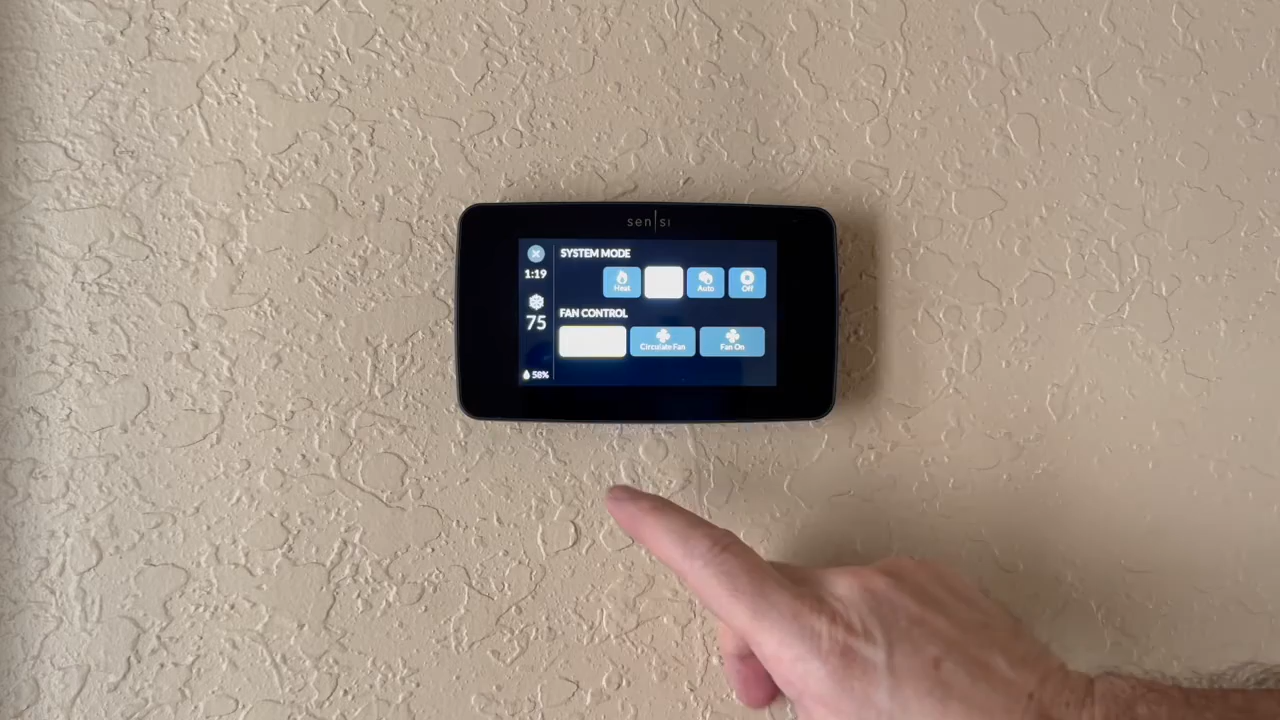 sensi
SYSTEM MODE
1:19
Heat Auto Off
FAN CONTROL
75
Circulate Fan Fan On
58%